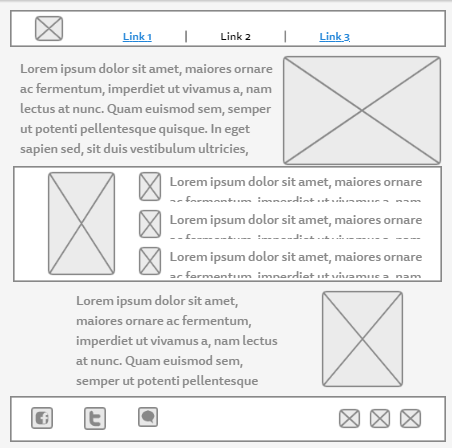 Link 1 | Link 2 | Link 3
Lorem ipsum dolor sit amet, maiores ornare
ac fermentum, imperdiet ut vivamus a, nam
lectus at nunc. Quam euismod sem, semper
ut potenti pellentesque quisque. In eget
sapien sed, sit duis vestibulum ultricies,
Lorem ipsum dolor sit amet, maiores ornare
ac fermentum, imperdiet ut vivamus a, nam
Lorem ipsum dolor sit amet, maiores ornare
ac fermentum, imperdiet ut vivamus a, nam
Lorem ipsum dolor sit amet, maiores ornare
ac fermentum, imperdiet ut vivamus a, nam
Lorem ipsum dolor sit amet,
maiores ornare ac fermentum,
imperdiet ut vivamus a, nam lectus
at nunc. Quam euismod sem,
semper ut potenti pellentesque